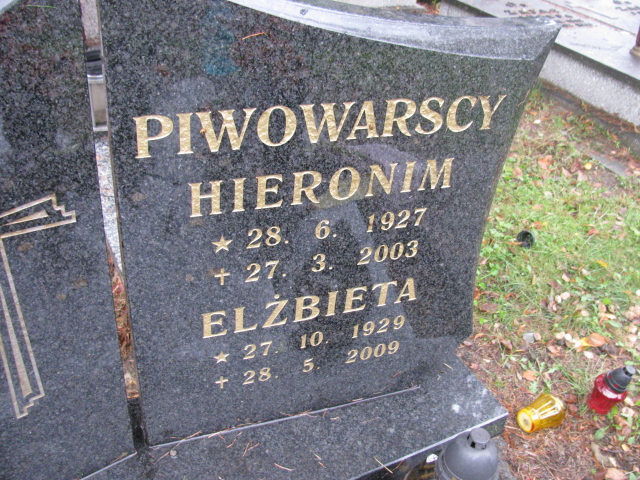 PIWOWARSCY
HIERONIM
★ 28. 6. 1927
+ 27. 3. 2003
ELŻBIETA
★ 27. 10. 1929
+ 28. 5. 2009